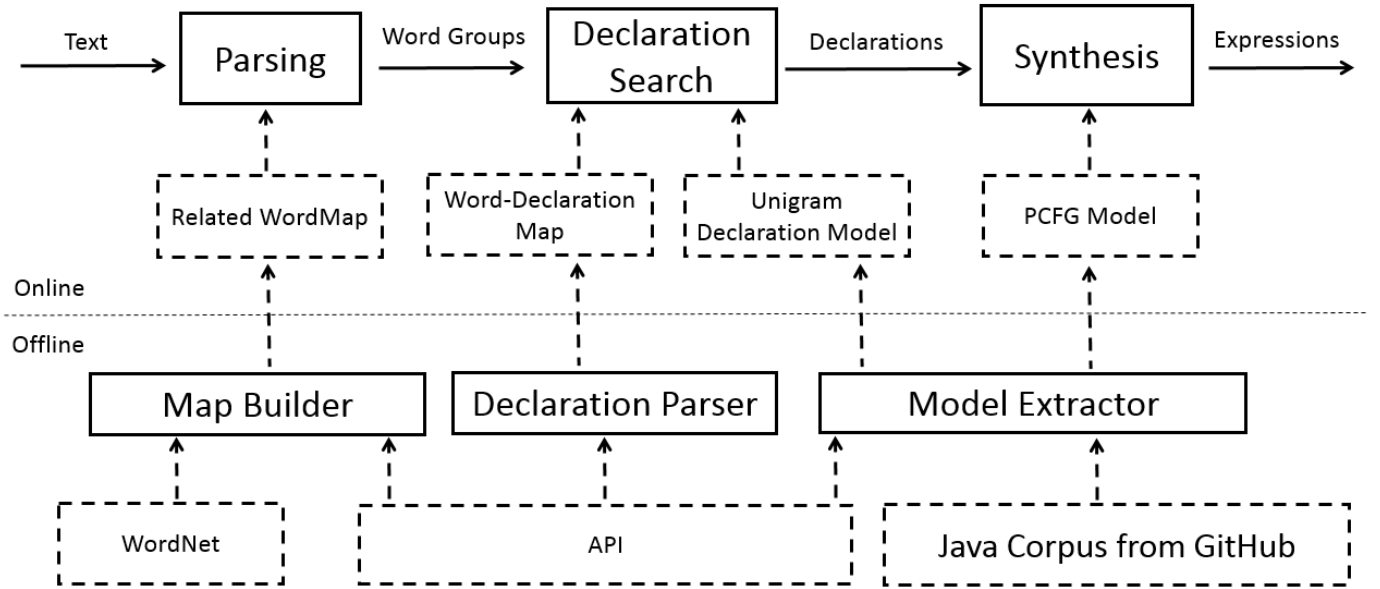 Text
Parsing
Word Groups
Declaration
Search
Declarations
Synthesis
Expressions
Related WordMap
Word-Declaration
Map
Unigram
Declaration Model
PCFG Model
Online
Offline
Map Builder
Declaration Parser
Model Extractor
WordNet
API
Java Corpus from GitHub